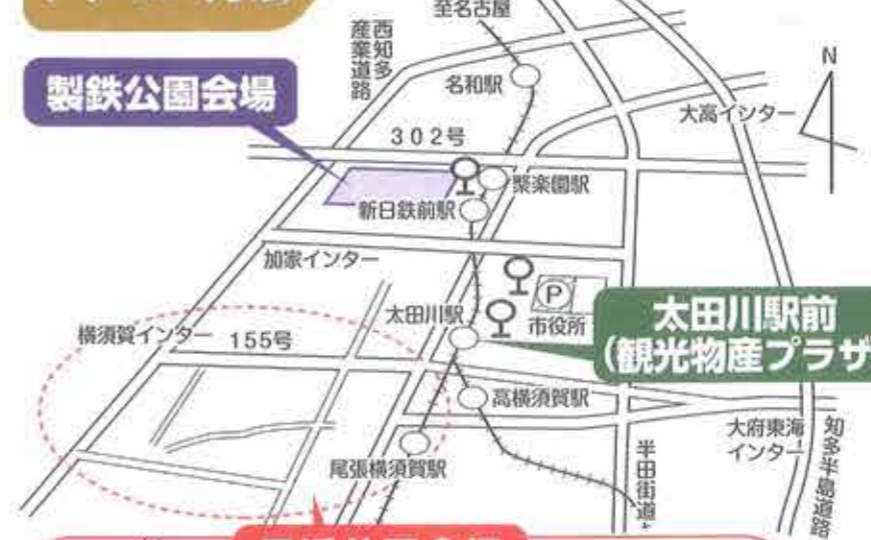 至名古屋
西知多
産業道路
名和駅
N
製鉄公園会場
大高インター
302号
聚楽園駅
新日鉄前駅
加家インター
太田川駅
P
市役所
太田川駅前
(観光物産プラザ
横須賀インター
155号
高横須賀駅
大府東海
インター
知多半島道路
半田街道
尾張横須賀駅